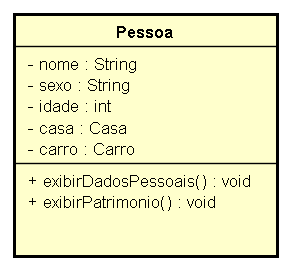 Pessoa
- nome : String
- sexo : String
- idade : int
- casa : Casa
- carro : Carro
+ exibirDadosPessoais() : void
+ exibirPatrimonio() : void